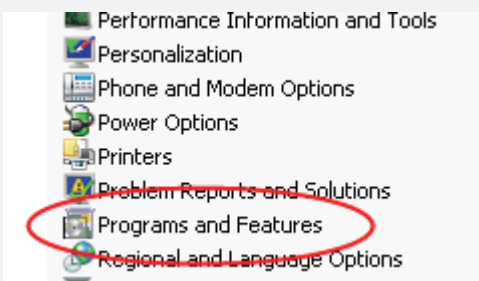 Performance Information and Tools
Personalization
Phone and Modem Options
Power Options
Printers
Problem Reports and Solutions
Programs and Features
Regional and Language Options